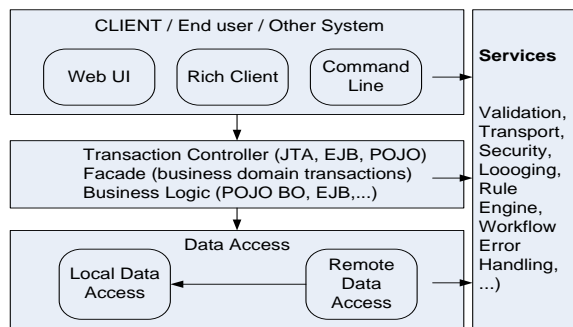 CLIENT / End user / Other System
Web UI
Rich Client
Command
Line
Transaction Controller (JTA, EJB, POJO)
Facade (business domain transactions)
Business Logic (POJO BO, EJB,...)
Data Access
Local Data
Access
Remote
Data
Access
Services
Validation,
Transport,
Security,
Loooging,
Rule
Engine,
Workflow
Error
Handling,
...)